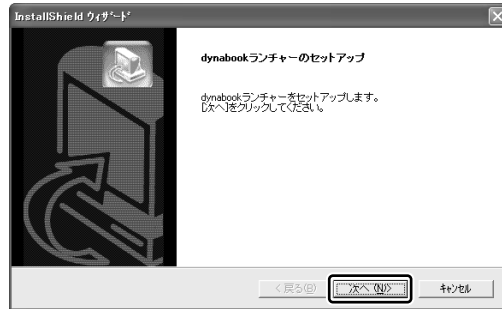 InstallShield ウィザード
dynabookランチャーのセットアップ
dynabookランチャーをセットアップします。
[次へ]をクリックしてください。
< 戻る(B)
次へ (N)>
キャンセル